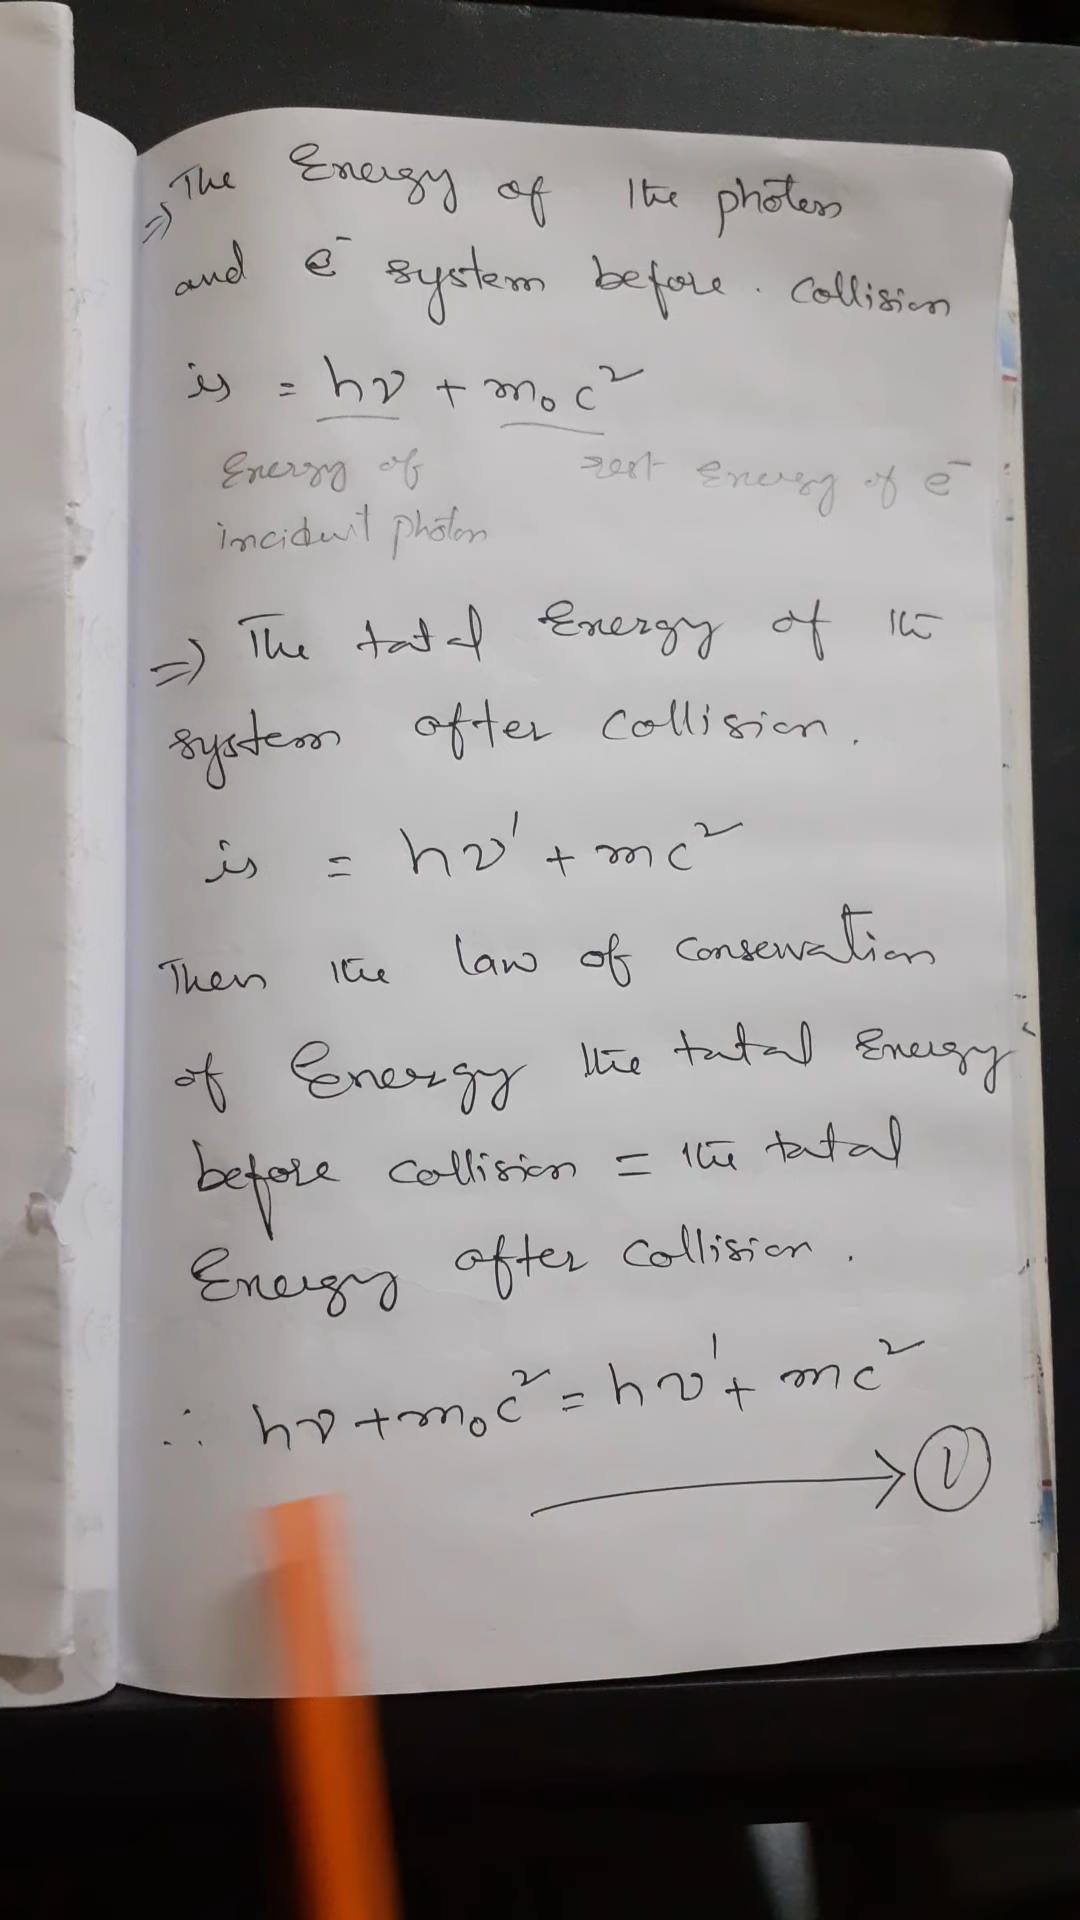 ⇒ The Energy of the photon
and e⁻ system before. Collision
is = hν + m₀c²
Energy of rest Energy of e⁻
incident photon
⇒ The total Energy of the
system after Collision.
is = hν' + mc²
Then the law of conservation
of Energy the total Energy
before Collision = the total
Energy after Collision.
∴ hν + m₀c² = hν' + mc²
⟶ ①